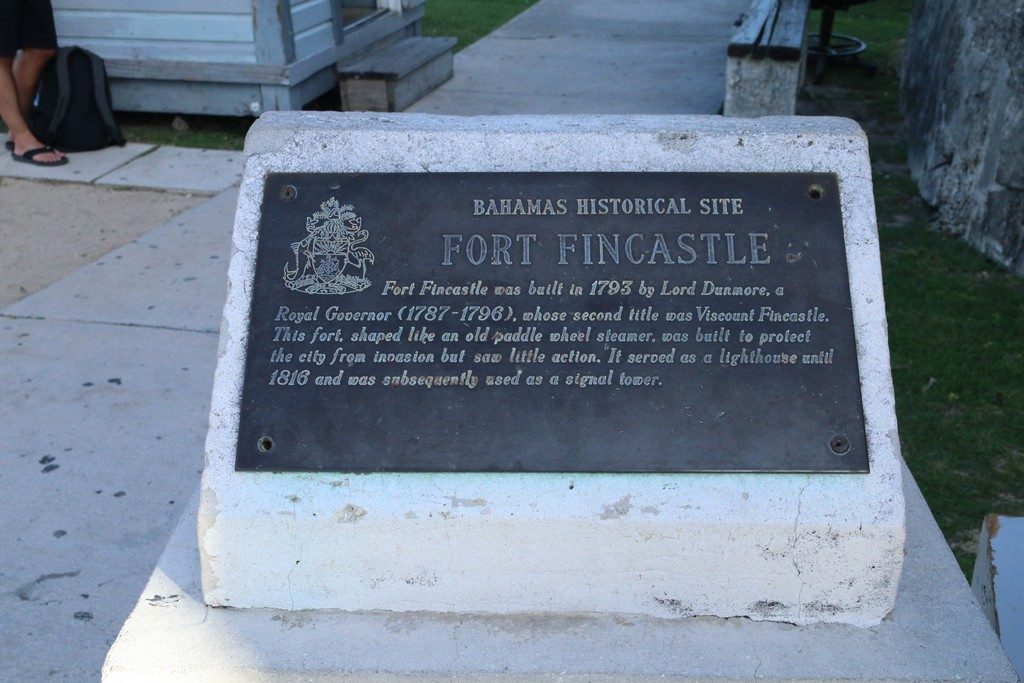 BAHAMAS HISTORICAL SITE
FORT FINCASTLE
Fort Fincastle was built in 1793 by Lord Dunmore, a
Royal Governor (1787-1796), whose second title was Viscount Fincastle.
This fort, shaped like an old paddle wheel steamer, was built to protect
the city from invasion but saw little action. It served as a lighthouse until
1816 and was subsequently used as a signal tower.